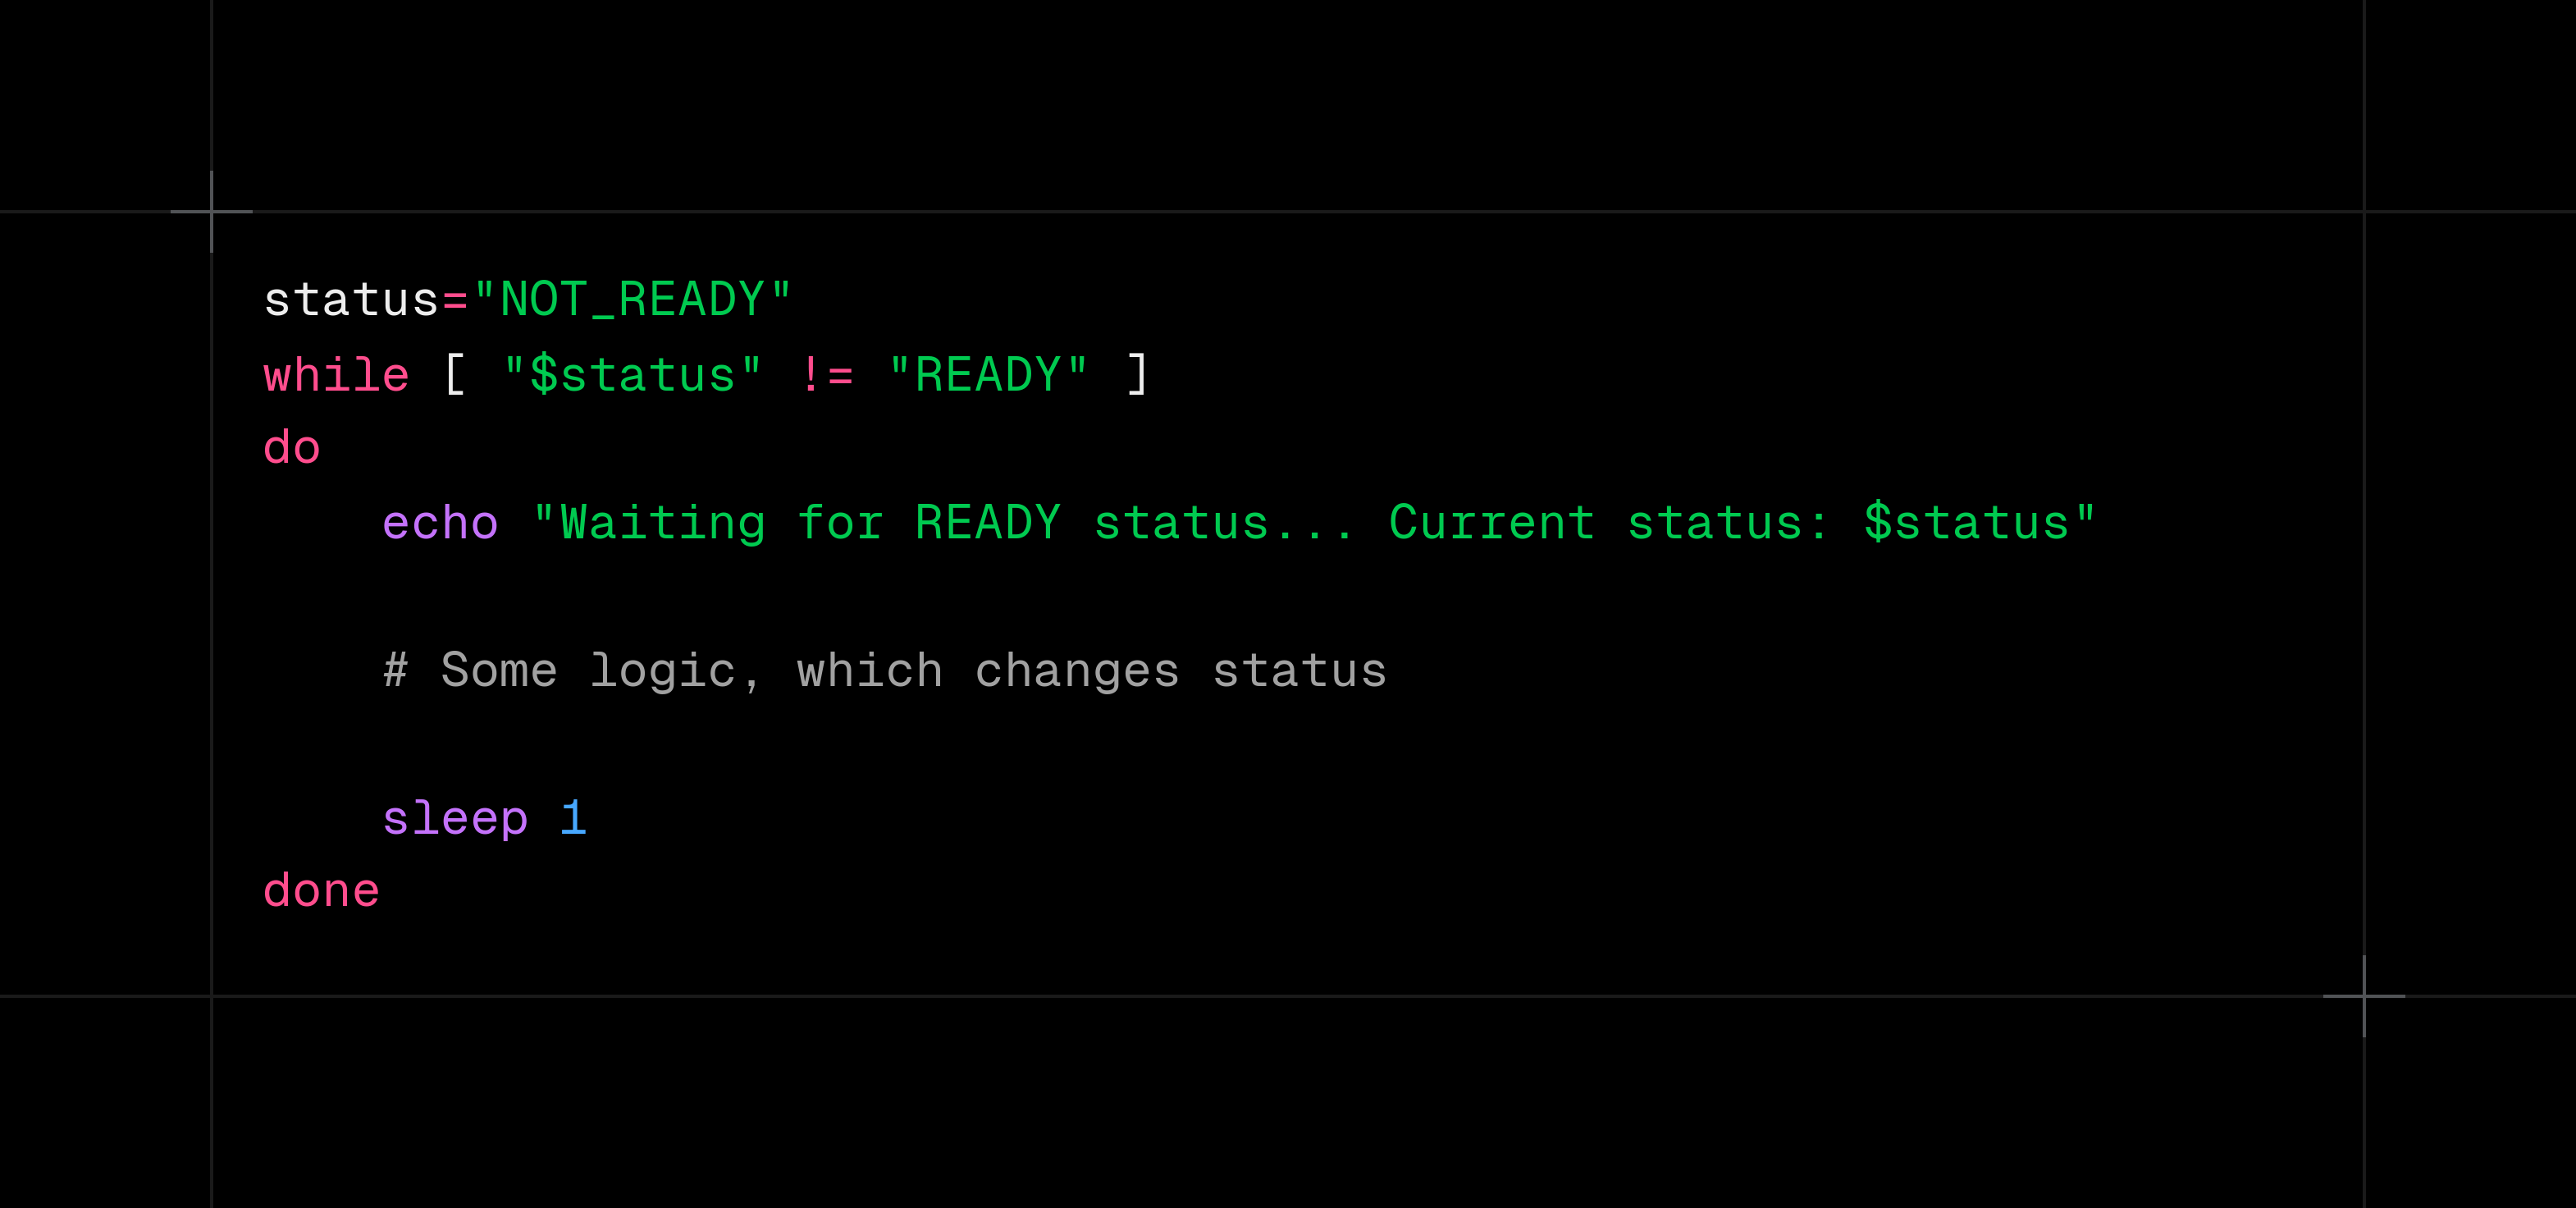 status="NOT_READY"
while [ "$status" != "READY" ]
do
    echo "Waiting for READY status... Current status: $status"

    # Some logic, which changes status

    sleep 1
done